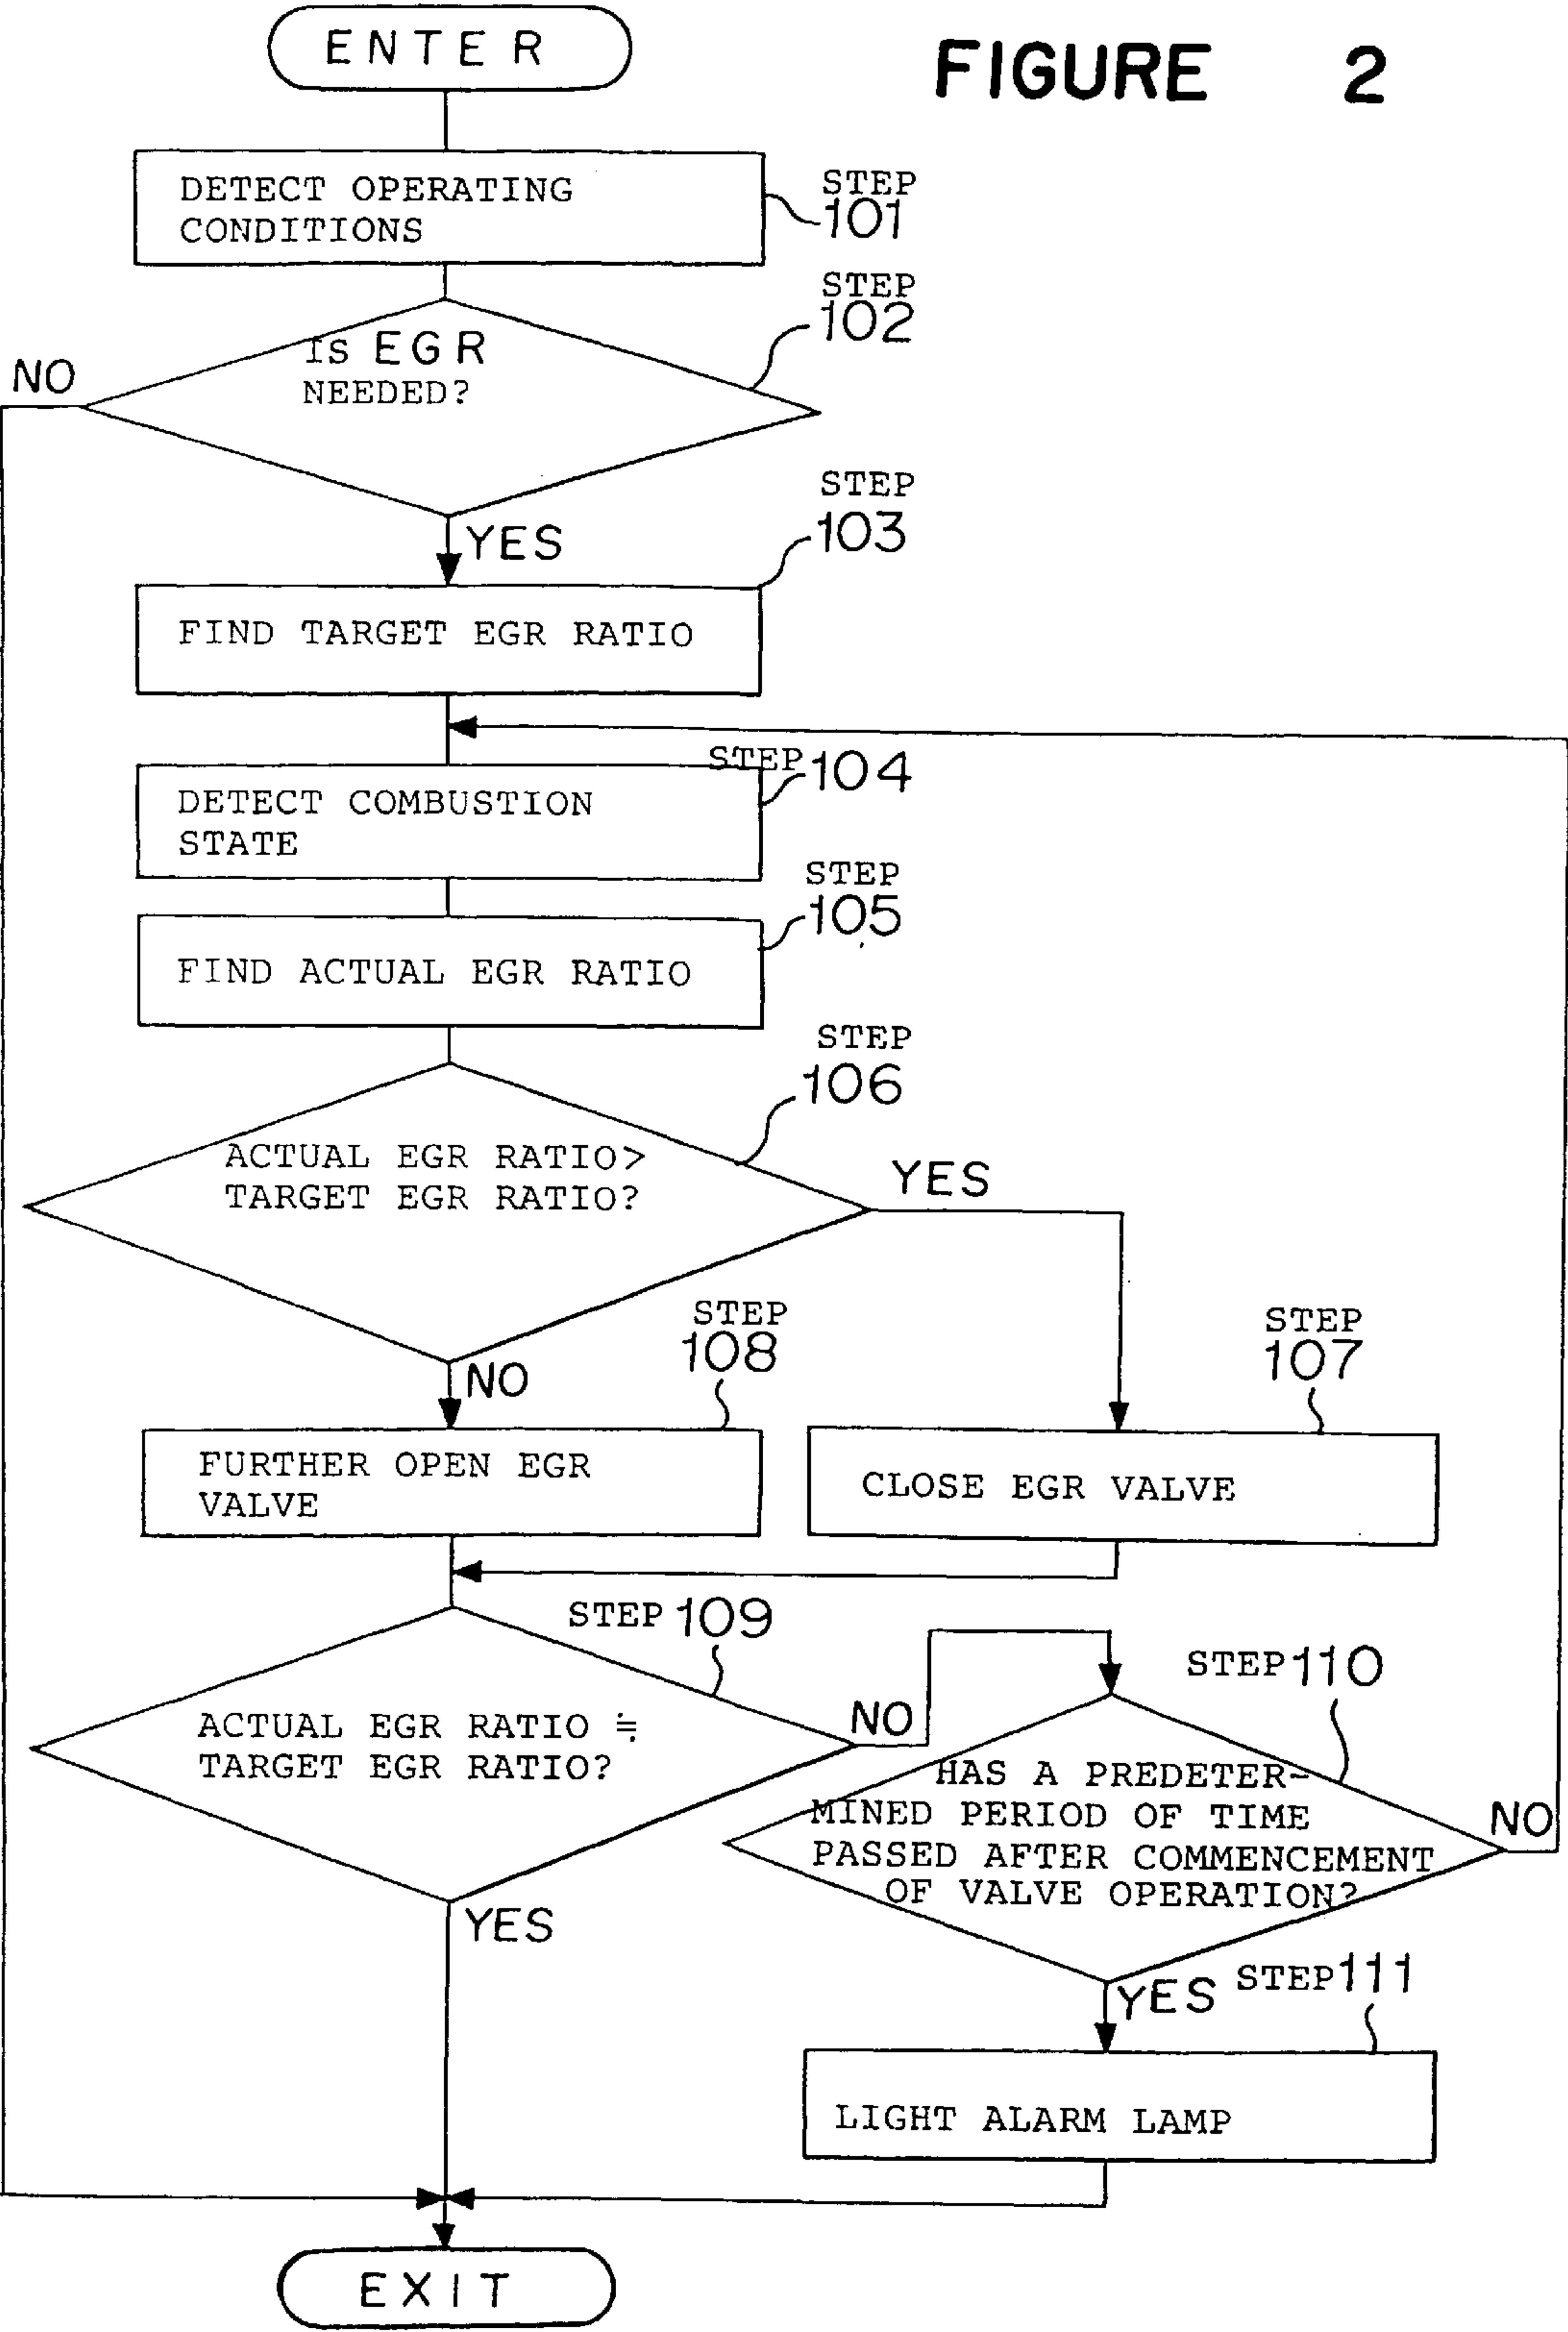 ENTER
FIGURE 2
DETECT OPERATING
CONDITIONS
STEP
101
STEP
102
IS EGR
NEEDED?
NO
YES
STEP
103
FIND TARGET EGR RATIO
STEP 104
DETECT COMBUSTION
STATE
STEP
105
FIND ACTUAL EGR RATIO
STEP
106
ACTUAL EGR RATIO>
TARGET EGR RATIO?
YES
NO
STEP
108
STEP
107
FURTHER OPEN EGR
VALVE
CLOSE EGR VALVE
STEP 109
ACTUAL EGR RATIO ≒
TARGET EGR RATIO?
NO
YES
STEP 110
HAS A PREDETER-
MINED PERIOD OF TIME
PASSED AFTER COMMENCEMENT
OF VALVE OPERATION?
NO
YES
STEP 111
LIGHT ALARM LAMP
EXIT